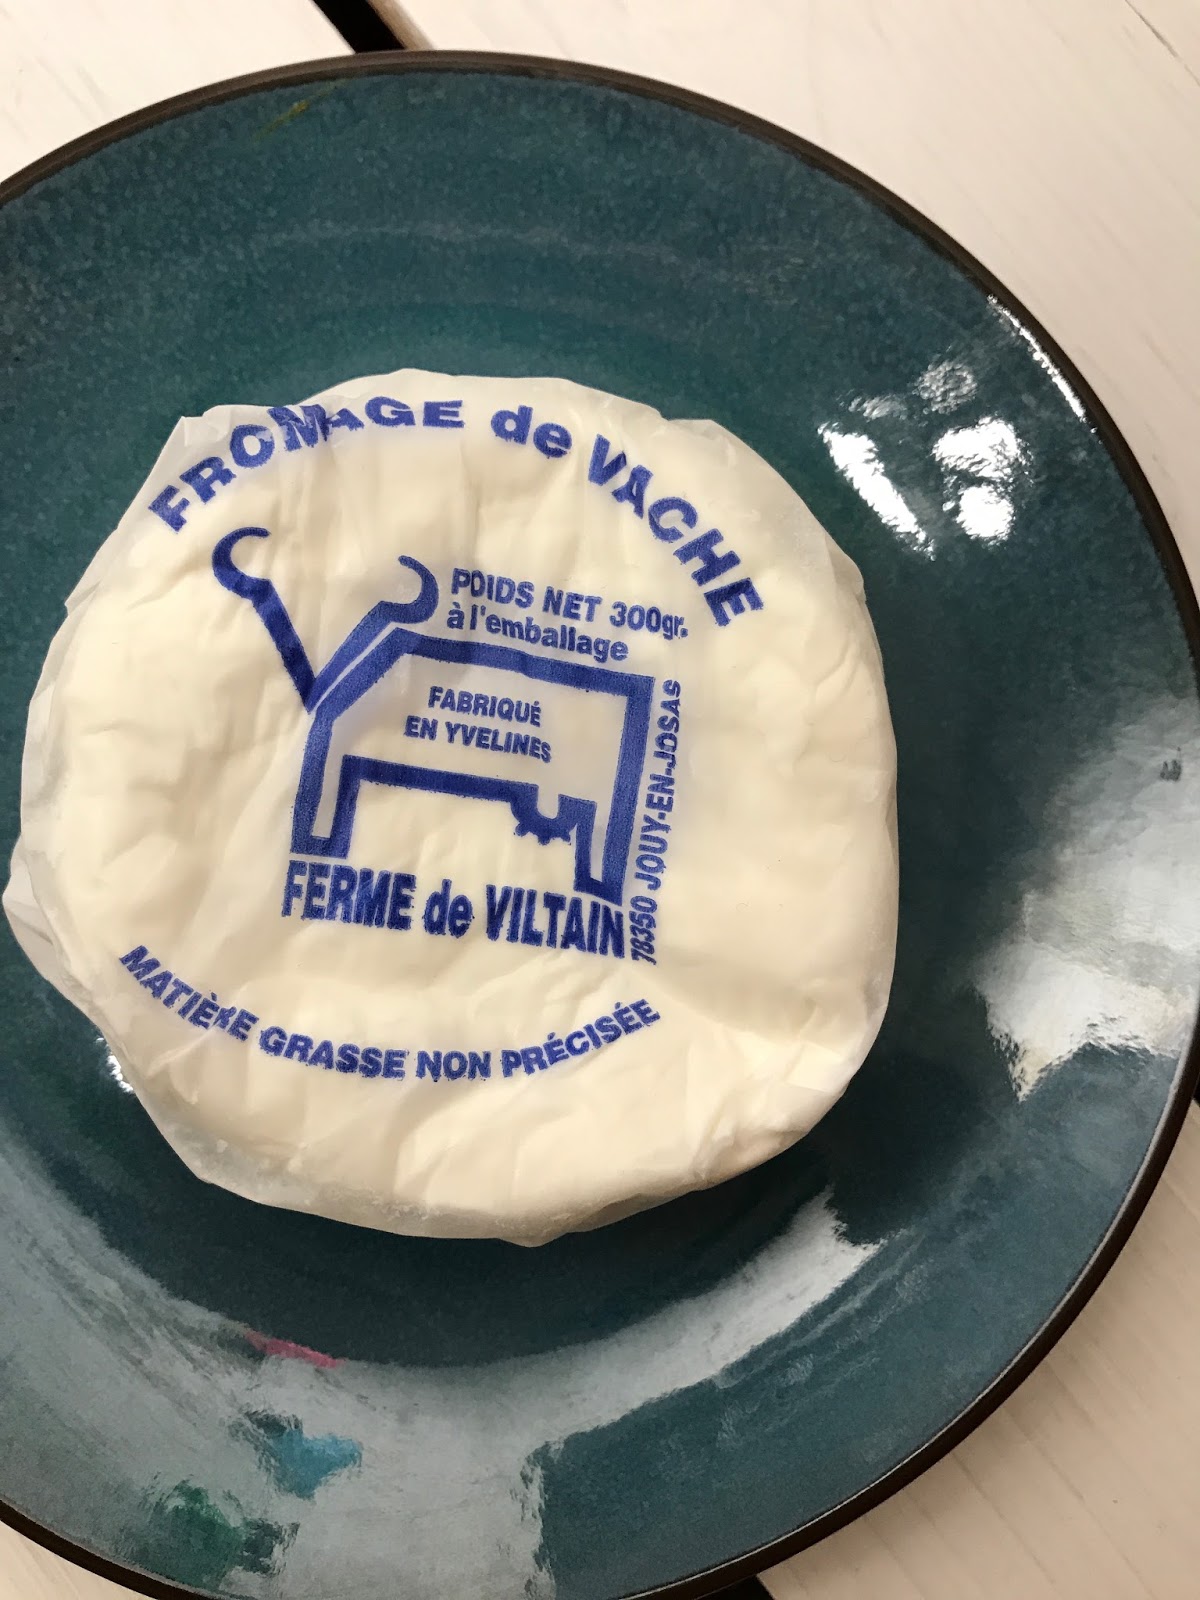 FROMAGE de VACHE
POIDS NET 300gr.
à l'emballage
FABRIQUÉ
EN YVELINES
78350 JOUY-EN-JOSAS
FERME de VILTAIN
MATIÈRE GRASSE NON PRÉCISÉE